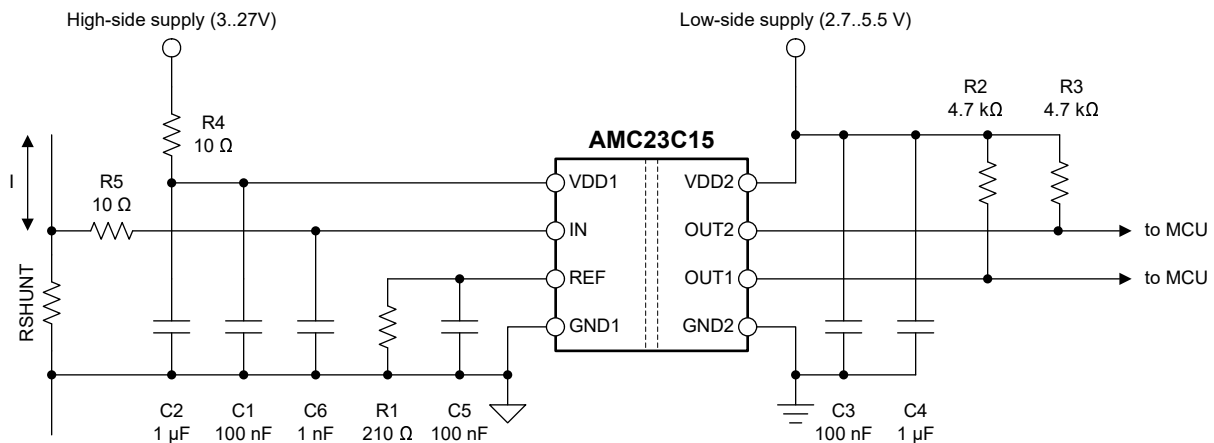 High-side supply (3..27V)
Low-side supply (2.7..5.5 V)
R2
4.7 kΩ
R3
4.7 kΩ
R4
10 Ω
AMC23C15
I
R5
10 Ω
VDD1
VDD2
IN
OUT2
to MCU
REF
OUT1
to MCU
RSHUNT
GND1
GND2
C2
1 µF
C1
100 nF
C6
1 nF
R1
210 Ω
C5
100 nF
C3
100 nF
C4
1 µF